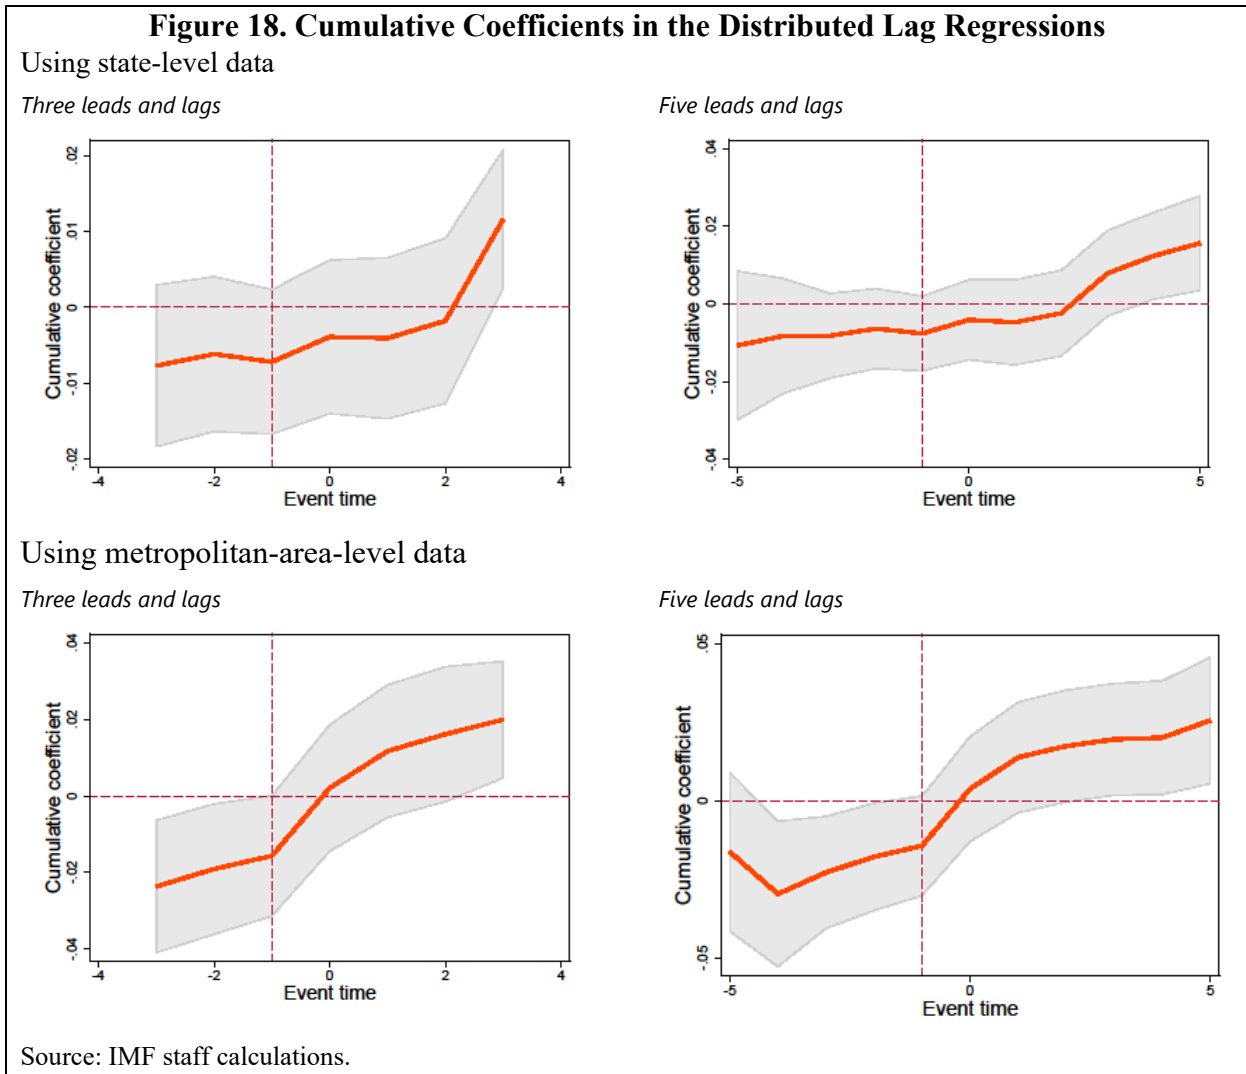 Figure 18. Cumulative Coefficients in the Distributed Lag Regressions
Using state-level data
Three leads and lags
Five leads and lags
Cumulative coefficient
.02
.01
0
-.01
-.02
-4
-2
0
2
4
Event time
Cumulative coefficient
.04
.02
0
-.02
-.04
-5
0
5
Event time
Using metropolitan-area-level data
Three leads and lags
Five leads and lags
Cumulative coefficient
.04
.02
0
-.02
-.04
-4
-2
0
2
4
Event time
Cumulative coefficient
.05
0
-.05
-5
0
5
Event time
Source: IMF staff calculations.